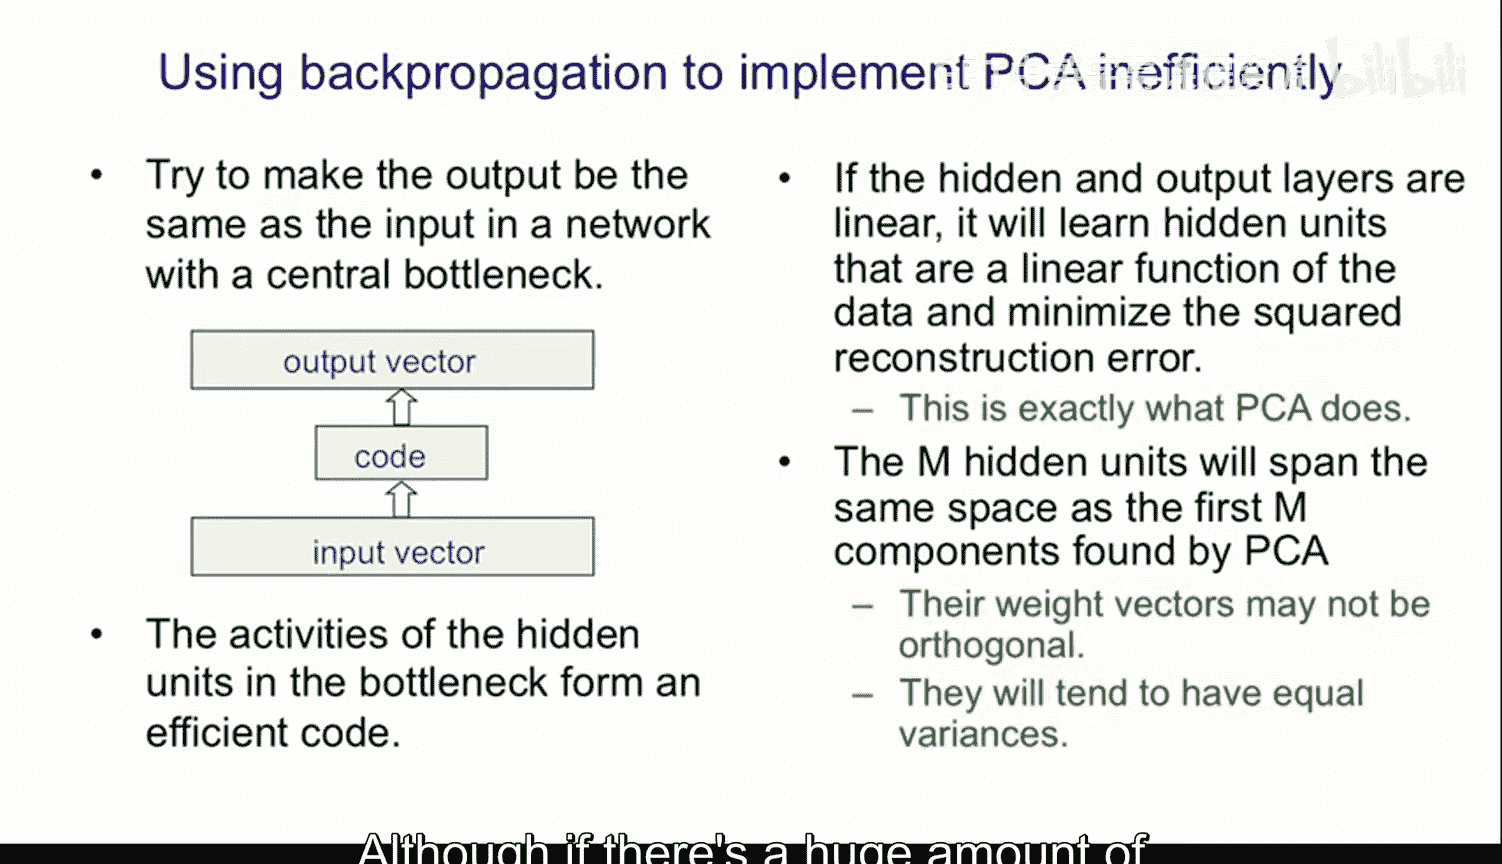 Using backpropagation to implement PCA inefficiently
bilibili
• Try to make the output be the
same as the input in a network
with a central bottleneck.
output vector
code
input vector
• The activities of the hidden
units in the bottleneck form an
efficient code.
• If the hidden and output layers are
linear, it will learn hidden units
that are a linear function of the
data and minimize the squared
reconstruction error.
– This is exactly what PCA does.
• The M hidden units will span the
same space as the first M
components found by PCA
– Their weight vectors may not be
orthogonal.
– They will tend to have equal
variances.
Although if there's a huge amount of